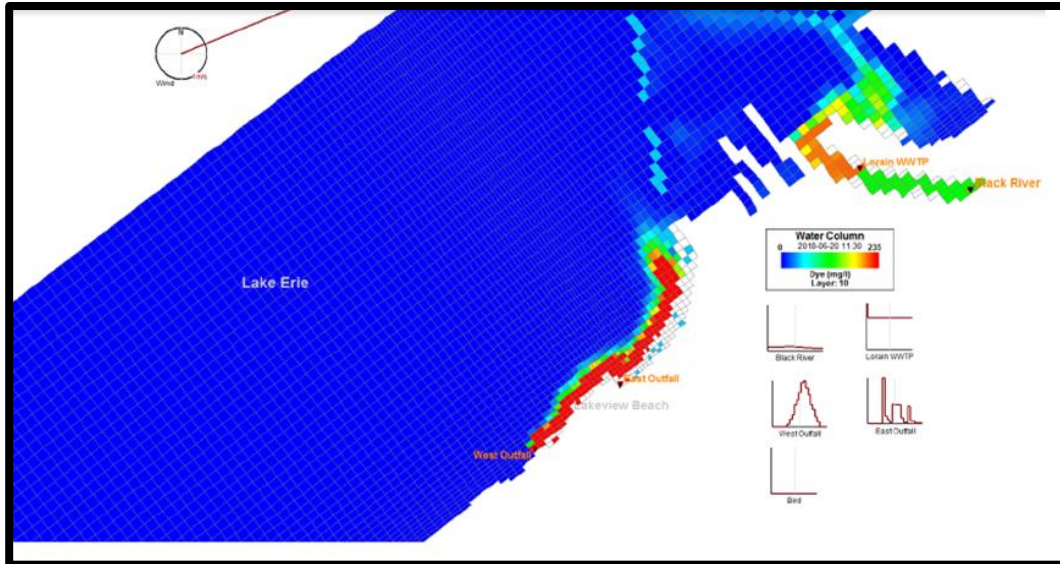 N
Wind
Lorain WWTP
Black River
Water Column
0 2010-06-20 11:30 235
Dye (mg/l)
Layer: 10
Lake Erie
Black River
Lorain WWTP
East Outfall
Lakeview Beach
West Outfall
East Outfall
West Outfall
Bird